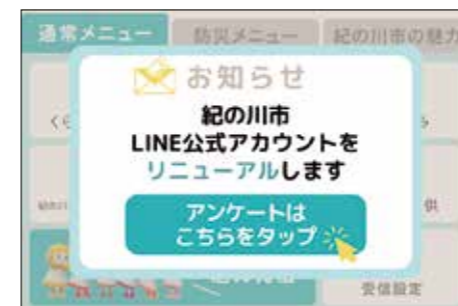 通常メニュー
防災メニュー
紀の川市の魅力
お知らせ
紀の川市
LINE公式アカウントを
リニューアルします
アンケートは
こちらをタップ
供
受信設定